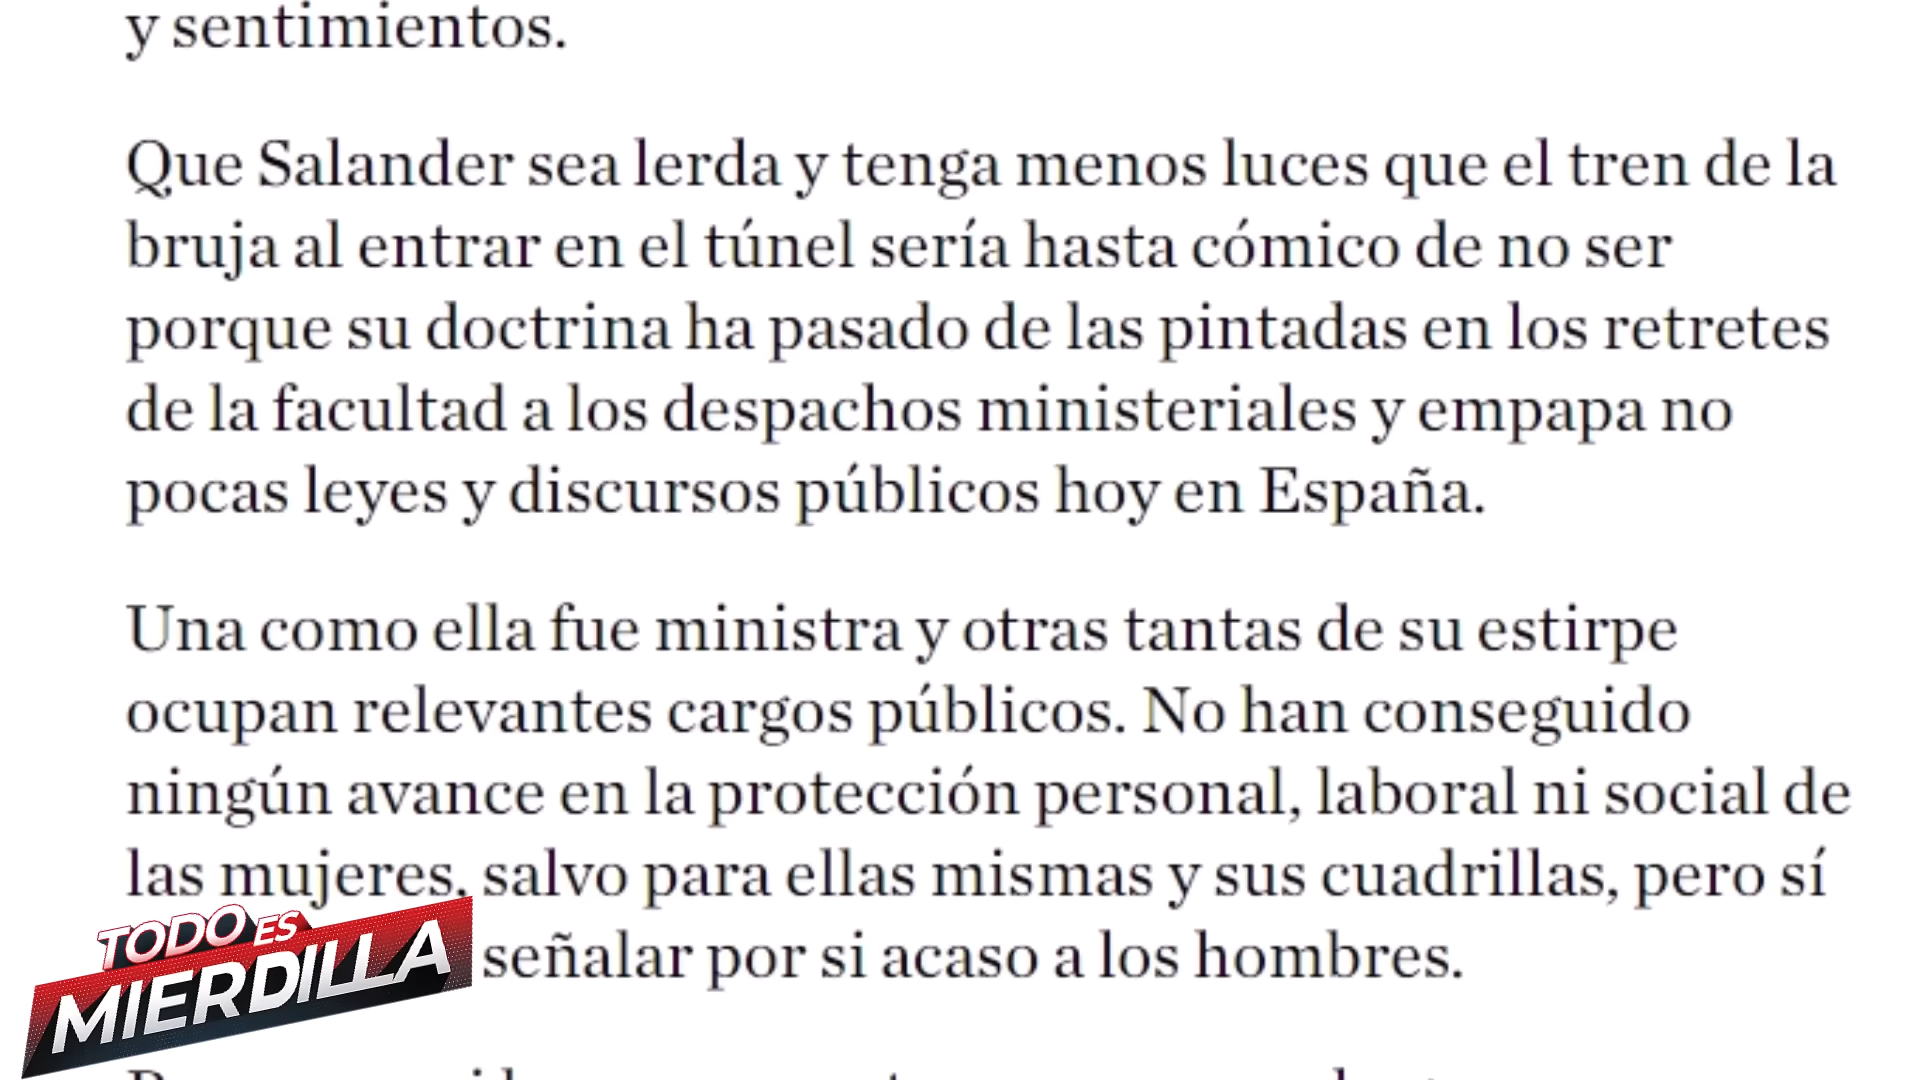 y sentimientos.
Que Salander sea lerda y tenga menos luces que el tren de la
bruja al entrar en el túnel sería hasta cómico de no ser
porque su doctrina ha pasado de las pintadas en los retretes
de la facultad a los despachos ministeriales y empapa no
pocas leyes y discursos públicos hoy en España.
Una como ella fue ministra y otras tantas de su estirpe
ocupan relevantes cargos públicos. No han conseguido
ningún avance en la protección personal, laboral ni social de
las mujeres, salvo para ellas mismas y sus cuadrillas, pero sí
señalar por si acaso a los hombres.
TODO ES
MIERDILLA